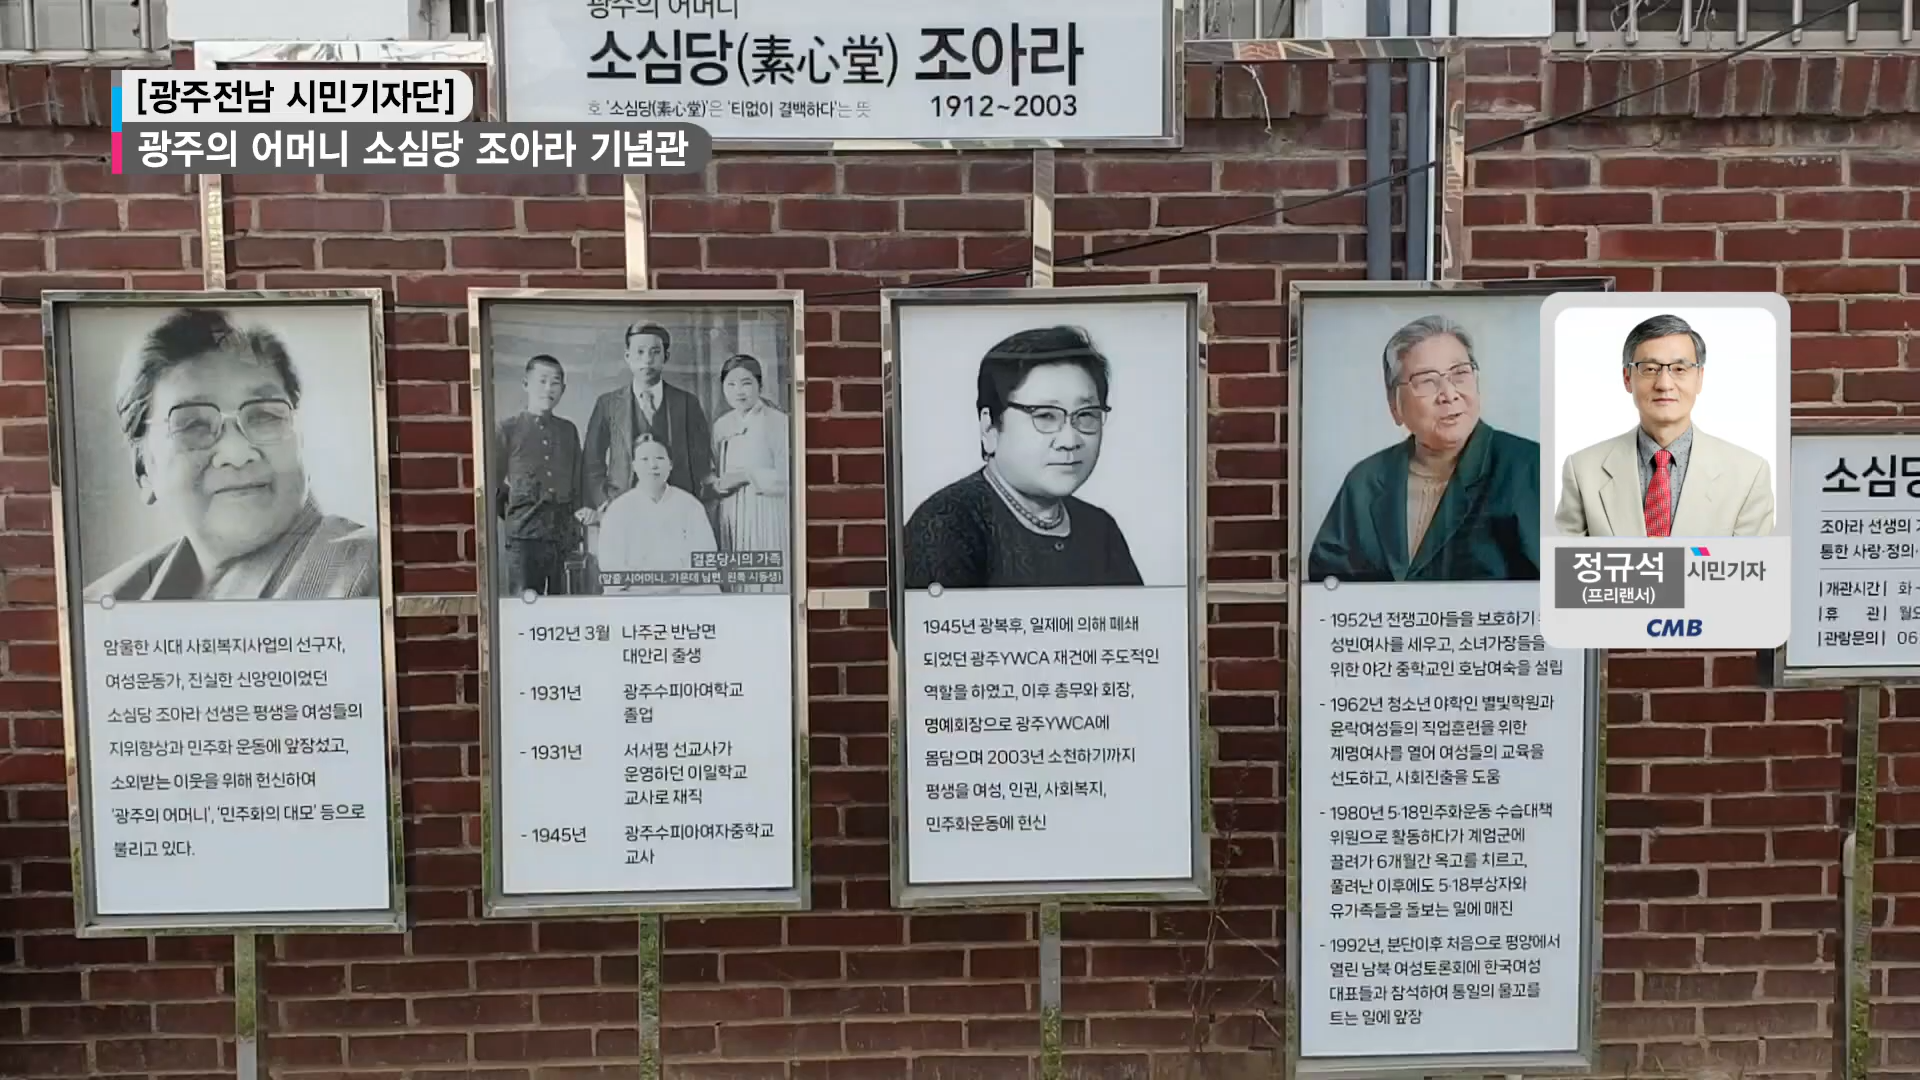 광주의 어머니
소심당(素心堂) 조아라
호 '소심당(素心堂)'은 '티없이 결백하다'는 뜻
1912~2003
[광주전남 시민기자단]
광주의 어머니 소심당 조아라 기념관
암울한 시대 사회복지사업의 선구자,
여성운동가, 진실한 신앙인이었던
소심당 조아라 선생은 평생을 여성들의
지위향상과 민주화 운동에 앞장섰고,
소외받는 이웃을 위해 헌신하여
'광주의 어머니', '민주화의 대모' 등으로
불리고 있다.
결혼당시의 가족
(앞줄 시어머니, 가운데 남편, 왼쪽 시동생)
- 1912년 3월 나주군 반남면
대안리 출생
- 1931년 광주수피아여학교
졸업
- 1931년 서서평 선교사가
운영하던 이일학교
교사로 재직
- 1945년 광주수피아여자중학교
교사
1945년 광복후, 일제에 의해 폐쇄
되었던 광주YWCA 재건에 주도적인
역할을 하였고, 이후 총무와 회장,
명예회장으로 광주YWCA에
몸담으며 2003년 소천하기까지
평생을 여성, 인권, 사회복지,
민주화운동에 헌신
- 1952년 전쟁고아들을 보호하기
성빈여사를 세우고, 소녀가장들을
위한 야간 중학교인 호남여숙을 설립
- 1962년 청소년 야학인 별빛학원과
윤락여성들의 직업훈련을 위한
계명여사를 열어 여성들의 교육을
선도하고, 사회진출을 도움
- 1980년 5·18민주화운동 수습대책
위원으로 활동하다가 계엄군에
끌려가 6개월간 옥고를 치르고,
풀려난 이후에도 5·18부상자와
유가족들을 돌보는 일에 매진
- 1992년, 분단이후 처음으로 평양에서
열린 남북 여성토론회에 한국여성
대표들과 참석하여 통일의 물꼬를
트는 일에 앞장
정규석 시민기자
(프리랜서)
CMB
소심당
조아라 선생의
통한 사랑·정의·
|개관시간| 화
|휴 관| 월요
|관람문의| 06